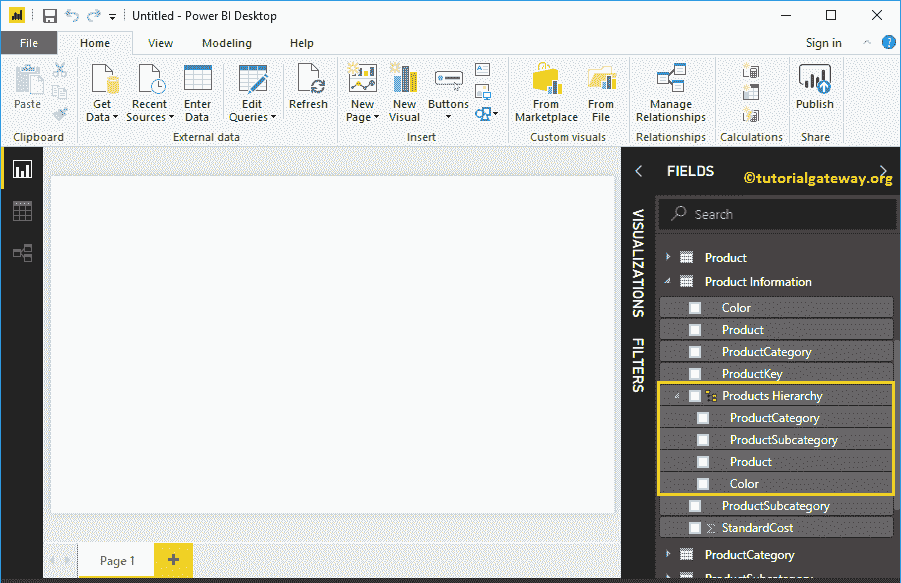 Untitled - Power BI Desktop
File Home View Modeling Help Sign in
Paste Get Data Recent Sources Enter Data Edit Queries Refresh New Page New Visual Buttons From Marketplace From File Manage Relationships Publish
Clipboard External data Insert Custom visuals Relationships Calculations Share
VISUALIZATIONS
FILTERS
FIELDS
©tutorialgateway.org
Search
Product
Product Information
Color
Product
ProductCategory
ProductKey
Products Hierarchy
ProductCategory
ProductSubcategory
Product
Color
ProductSubcategory
Σ StandardCost
ProductCategory
ProductSubcategory
Page 1 +